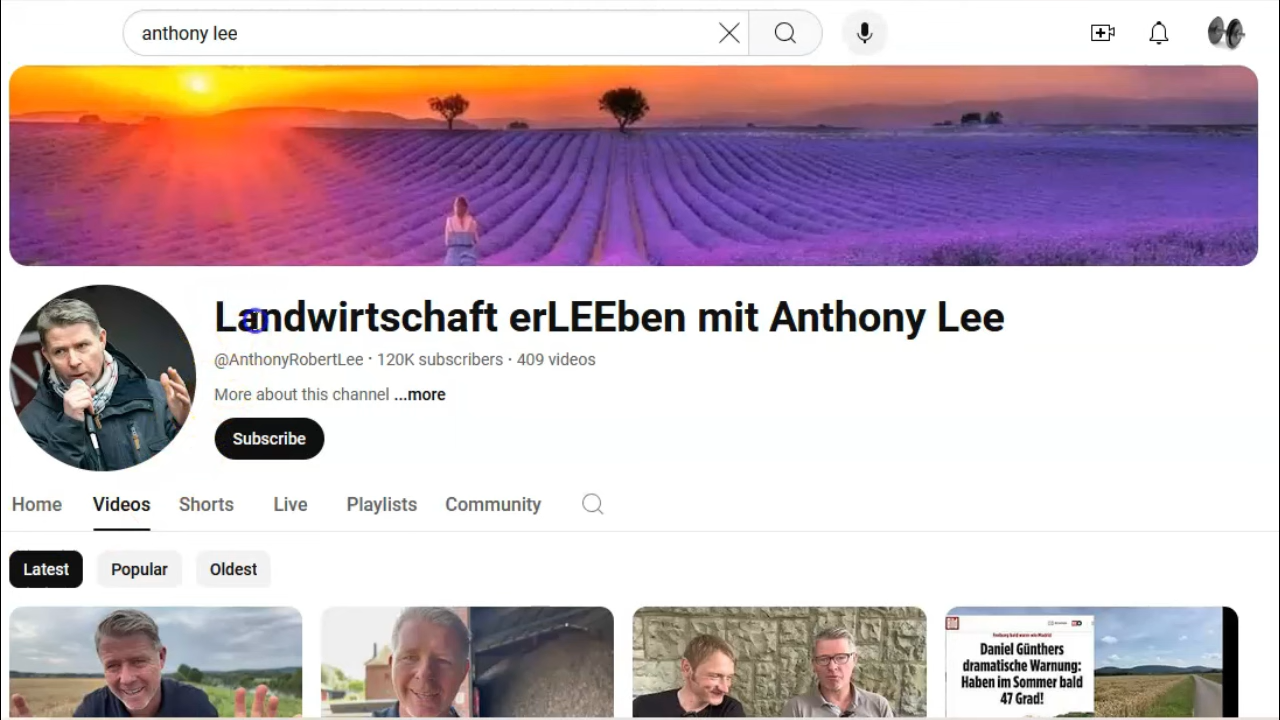 anthony lee
Landwirtschaft erLEEben mit Anthony Lee
@AnthonyRobertLee · 120K subscribers · 409 videos
More about this channel ...more
Subscribe
Home Videos Shorts Live Playlists Community
Latest Popular Oldest
Bild
Daniel Günthers
dramatische Warnung:
Haben im Sommer bald
47 Grad!